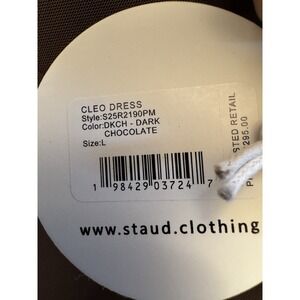 CLEO DRESS
Style:S25R2190PM
Color:DKCH - DARK
CHOCOLATE
Size:L
1 98429 03724 7
STED RETAIL
295.00
www.staud.clothing